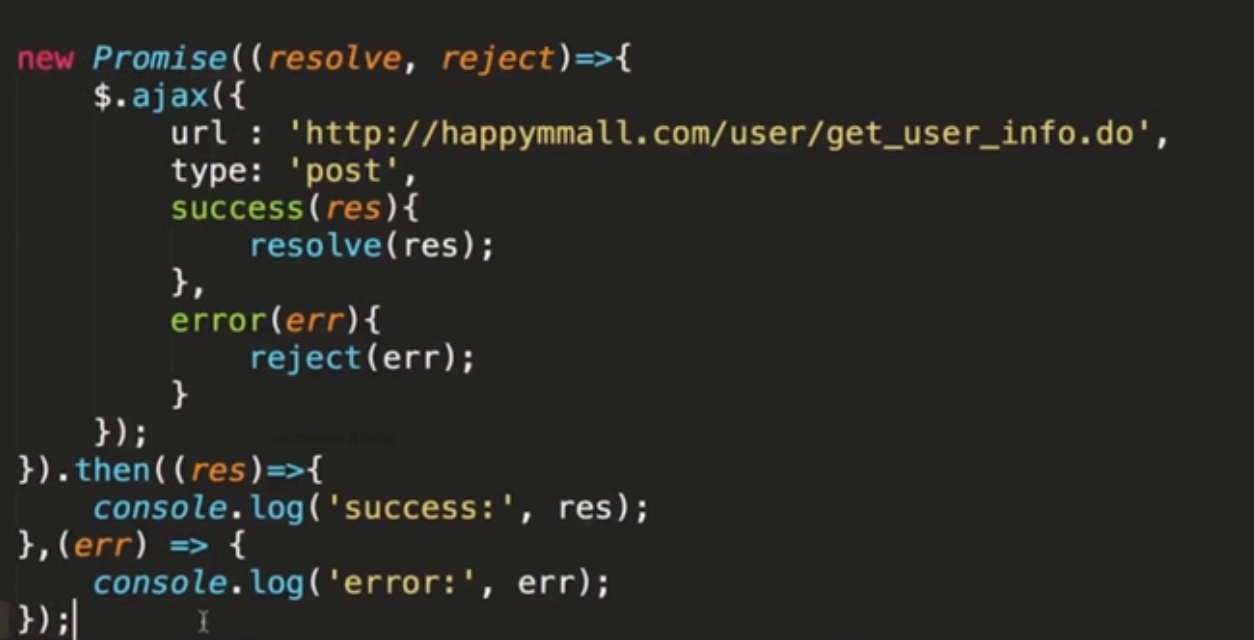 new Promise((resolve, reject)=>{
    $.ajax({
        url : 'http://happymmall.com/user/get_user_info.do',
        type: 'post',
        success(res){
            resolve(res);
        },
        error(err){
            reject(err);
        }
    });
}).then((res)=>{
    console.log('success:', res);
},(err) => {
    console.log('error:', err);
});